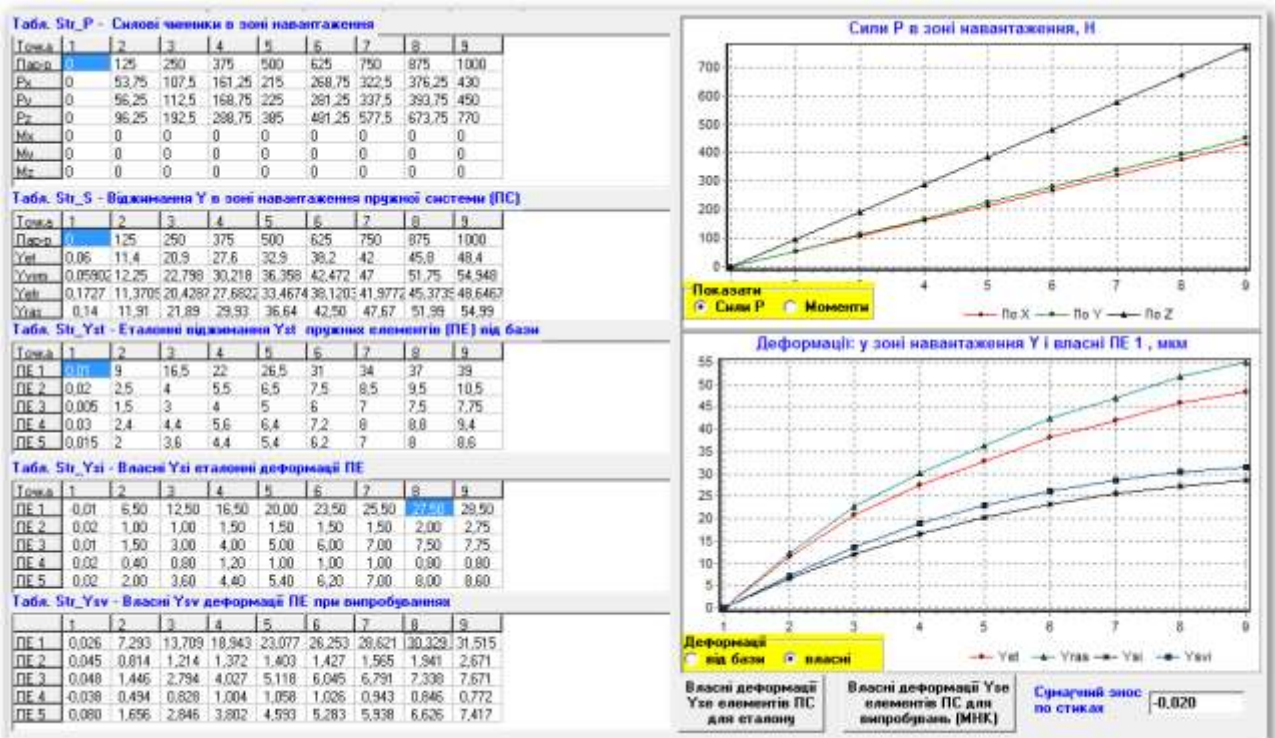 Табл. Str_P - Силові чинники в зоні навантаження
Точка 1 2 3 4 5 6 7 8 9
Пар-р 0 125 250 375 500 625 750 875 1000
Px 0 53,75 107,5 161,25 215 268,75 322,5 376,25 430
Py 0 56,25 112,5 168,75 225 281,25 337,5 393,75 450
Pz 0 96,25 192,5 288,75 385 481,25 577,5 673,75 770
Mx 0 0 0 0 0 0 0 0 0
My 0 0 0 0 0 0 0 0 0
Mz 0 0 0 0 0 0 0 0 0
Табл. Str_S - Віджимання Y в зоні навантаження пружної системи (ПС)
Точка 1 2 3 4 5 6 7 8 9
Пар-р 0 125 250 375 500 625 750 875 1000
Yet 0,06 11,4 20,9 27,6 32,9 38,2 42 45,8 48,4
0,05902 12,25 22,798 30,218 36,358 42,472 47 51,75 54,948
Yetr 0,1727 11,3705 20,4287 27,6822 33,4674 38,1203 41,9772 45,3735 48,6463
Yras 0,14 11,91 21,89 29,93 36,64 42,50 47,67 51,99 54,99
Табл. Str_Yst - Еталонні віджимання Yst пружних елементів (ПЕ) від бази
Точка 1 2 3 4 5 6 7 8 9
ПЕ 1 0,01 9 16,5 22 26,5 31 34 37 39
ПЕ 2 0,02 2,5 4 5,5 6,5 7,5 8,5 9,5 10,5
ПЕ 3 0,005 1,5 3 4 5 6 7 7,5 7,75
ПЕ 4 0,03 2,4 4,4 5,6 6,4 7,2 8 8,8 9,4
ПЕ 5 0,015 2 3,6 4,4 5,4 6,2 7 8 8,6
Табл. Str_Ysi - Власні Ysi еталонні деформації ПЕ
Точка 1 2 3 4 5 6 7 8 9
ПЕ 1 -0,01 6,50 12,50 16,50 20,00 23,50 25,50 27,50 28,50
ПЕ 2 0,02 1,00 1,00 1,50 1,50 1,50 1,50 2,00 2,75
ПЕ 3 0,01 1,50 3,00 4,00 5,00 6,00 7,00 7,50 7,75
ПЕ 4 0,02 0,40 0,80 1,20 1,00 1,00 1,00 0,80 0,80
ПЕ 5 0,02 2,00 3,60 4,40 5,40 6,20 7,00 8,00 8,60
Табл. Str_Ysv - Власні Ysv деформації ПЕ при випробуваннях
1 2 3 4 5 6 7 8 9
ПЕ 1 0,026 7,293 13,709 18,943 23,077 26,253 28,621 30,329 31,515
ПЕ 2 0,045 0,814 1,214 1,372 1,403 1,427 1,565 1,941 2,671
ПЕ 3 0,048 1,446 2,794 4,027 5,118 6,045 6,791 7,338 7,671
ПЕ 4 -0,038 0,494 0,828 1,004 1,058 1,026 0,943 0,846 0,772
ПЕ 5 0,080 1,656 2,846 3,802 4,593 5,283 5,938 6,626 7,417
Сили P в зоні навантаження, Н
700
600
500
400
300
200
100
0
1 2 3 4 5 6 7 8 9
Показати
Сили P Моменти
По X По Y По Z
Деформації: у зоні навантаження Y і власні ПЕ 1 , мкм
55
50
45
40
35
30
25
20
15
10
5
0
1 2 3 4 5 6 7 8 9
Деформації
від бази власні
Yet Yras Ysi Ysvi
Власні деформації
Yse елементів ПС
для еталону
Власні деформації Yse
елементів ПС для
випробувань (МНК)
Сумарний знос
по стиках
-0,020